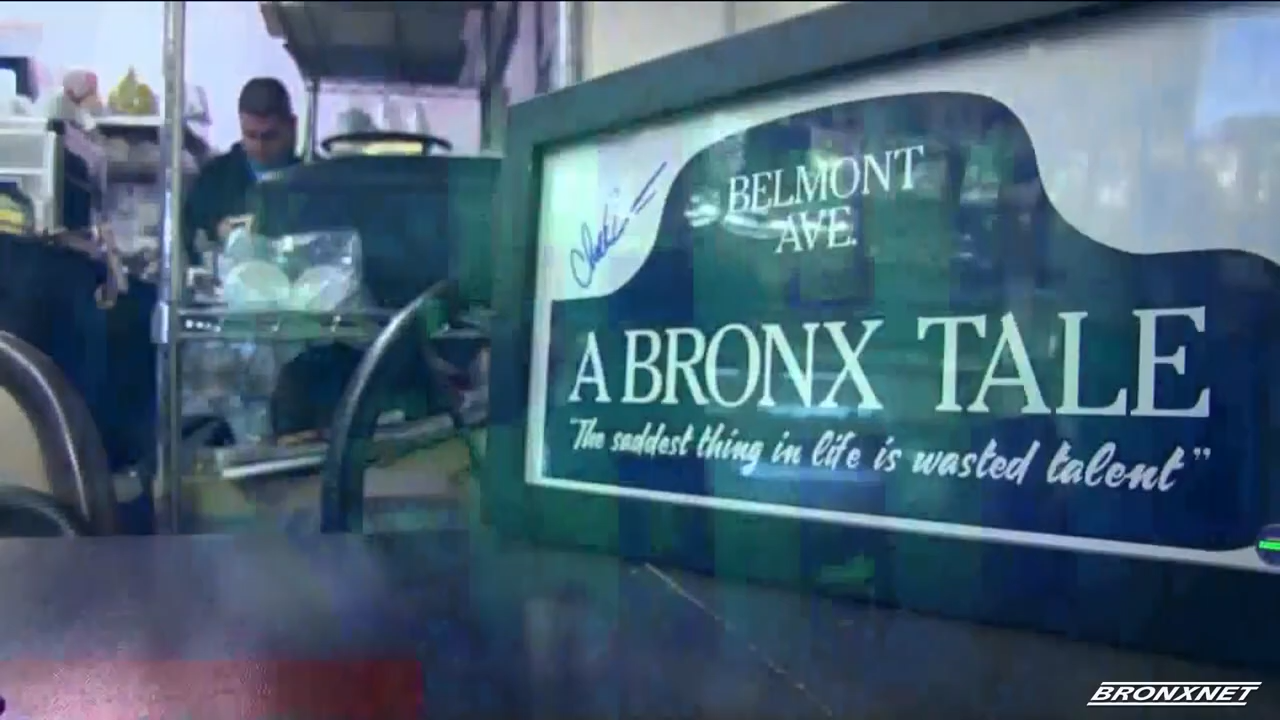 BELMONT
AVE.
A BRONX TALE
"The saddest thing in life is wasted talent"
BRONXNET